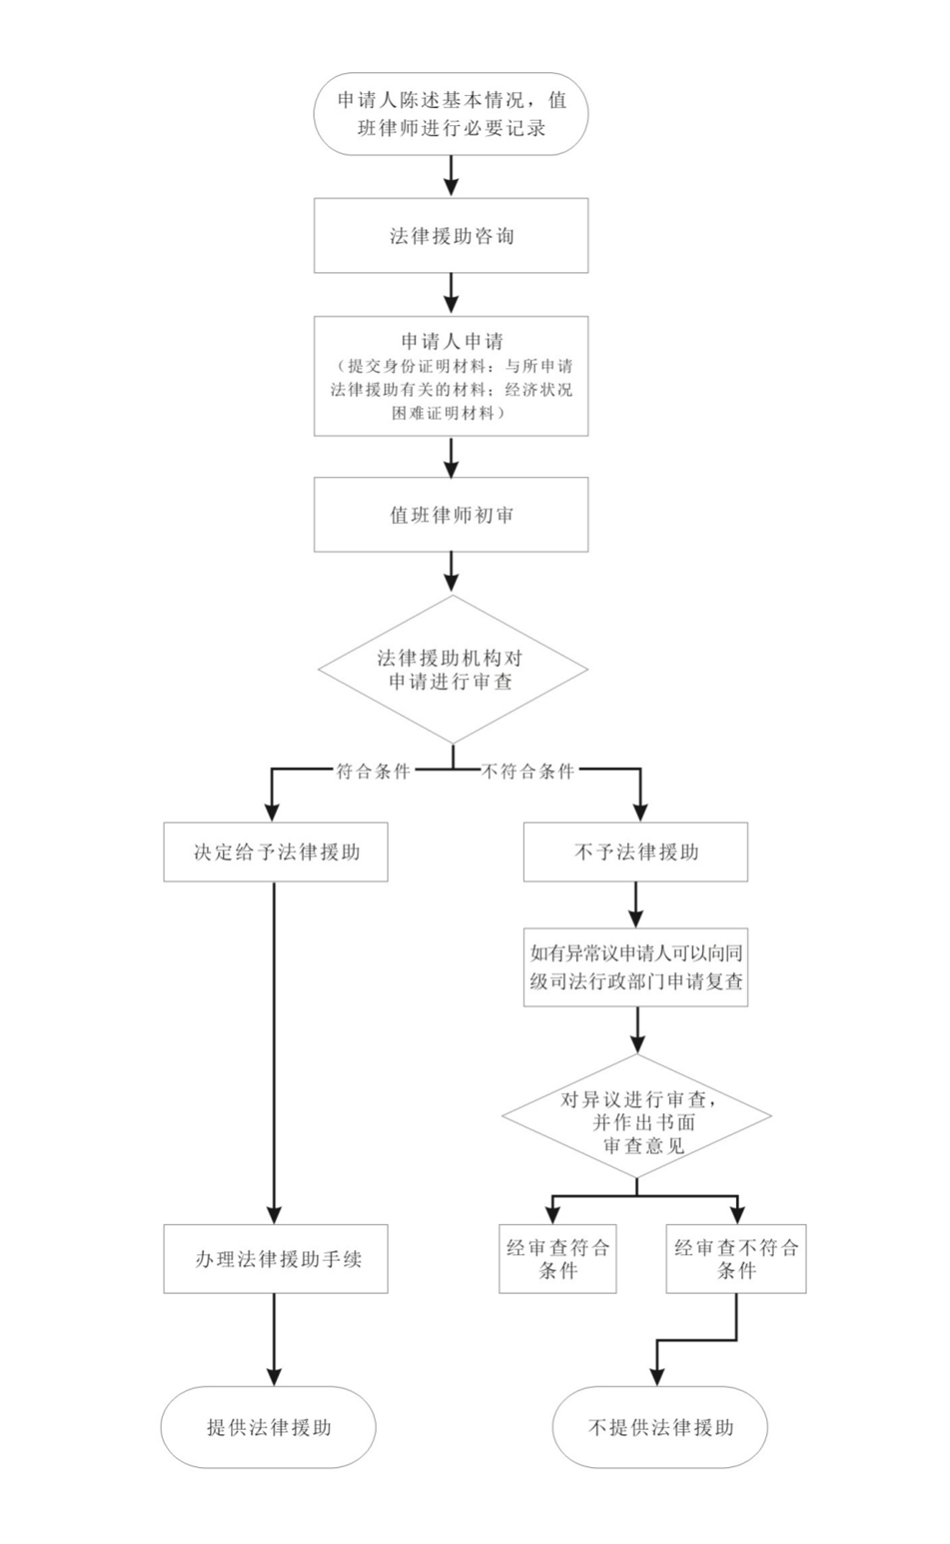 申请人陈述基本情况，值
班律师进行必要记录
法律援助咨询
申请人申请
（提交身份证明材料：与所申请
法律援助有关的材料；经济状况
困难证明材料）
值班律师初审
法律援助机构对
申请进行审查
符合条件
不符合条件
决定给予法律援助
不予法律援助
如有异常议申请人可以向同
级司法行政部门申请复查
对异议进行审查，
并作出书面
审查意见
办理法律援助手续
经审查符合
条件
经审查不符合
条件
提供法律援助
不提供法律援助